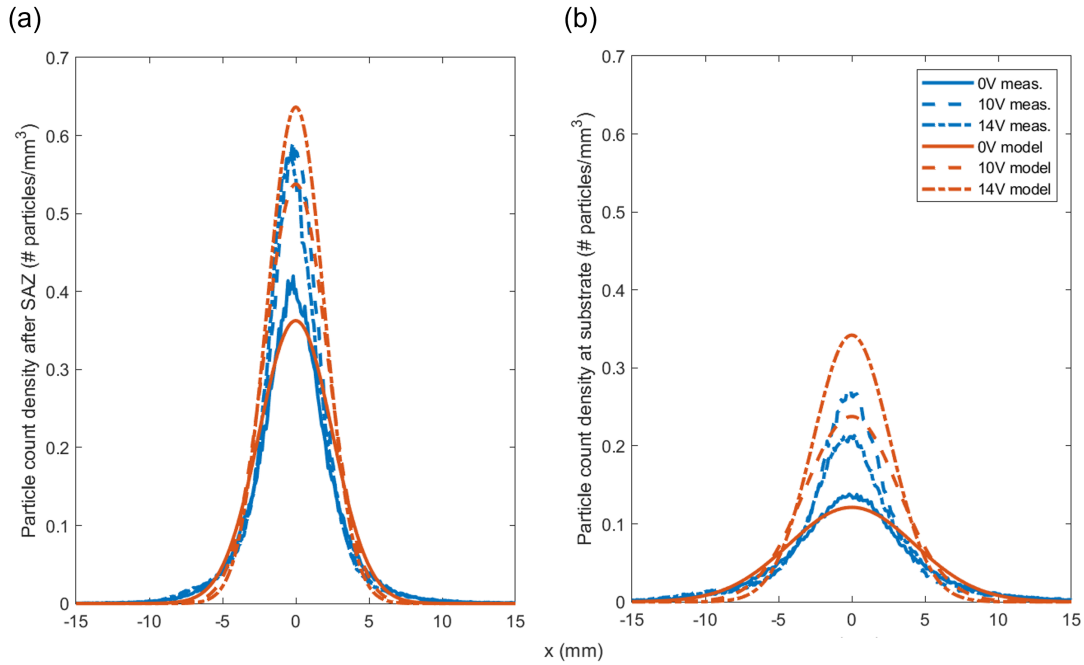 (a)
(b)
Particle count density after SAZ (# particles/mm³)
0.7
0.6
0.5
0.4
0.3
0.2
0.1
0
-15
-10
-5
0
5
10
15
Particle count density at substrate (# particles/mm³)
0.7
0.6
0.5
0.4
0.3
0.2
0.1
0
-15
-10
-5
0
5
10
15
0V meas.
10V meas.
14V meas.
0V model
10V model
14V model
x (mm)